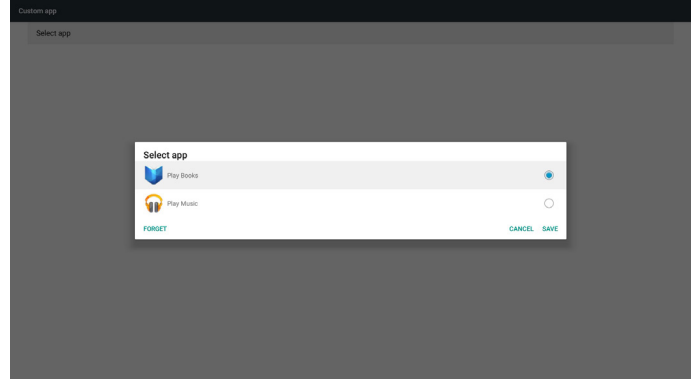 Custom app
Select app
Select app
Play Books
Play Music
FORGET CANCEL SAVE